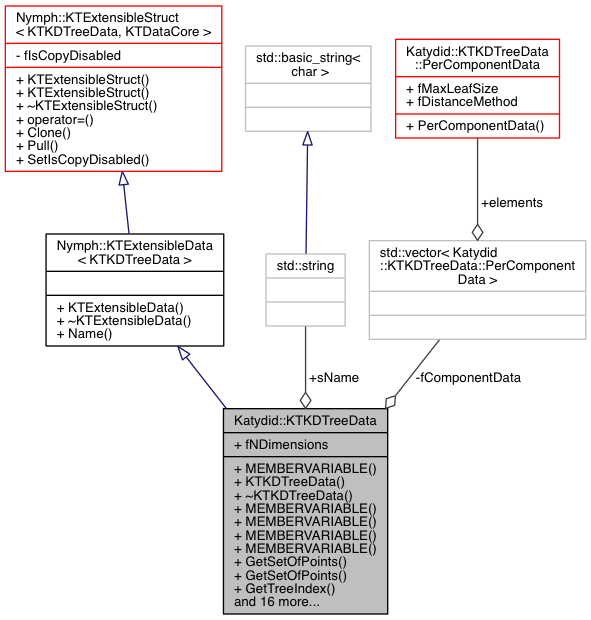 Nymph::KTExtensibleStruct
< KTKDTreeData, KTDataCore >
- fIsCopyDisabled
+ KTExtensibleStruct()
+ KTExtensibleStruct()
+ ~KTExtensibleStruct()
+ operator=()
+ Clone()
+ Pull()
+ SetIsCopyDisabled()
std::basic_string<
char >
Katydid::KTKDTreeData
::PerComponentData
+ fMaxLeafSize
+ fDistanceMethod
+ PerComponentData()
+elements
Nymph::KTExtensibleData
< KTKDTreeData >
+ KTExtensibleData()
+ ~KTExtensibleData()
+ Name()
std::string
std::vector< Katydid
::KTKDTreeData::PerComponent
Data >
+sName
-fComponentData
Katydid::KTKDTreeData
+ fNDimensions
+ MEMBERVARIABLE()
+ KTKDTreeData()
+ ~KTKDTreeData()
+ MEMBERVARIABLE()
+ MEMBERVARIABLE()
+ MEMBERVARIABLE()
+ MEMBERVARIABLE()
+ GetSetOfPoints()
+ GetSetOfPoints()
+ GetTreeIndex()
and 16 more...